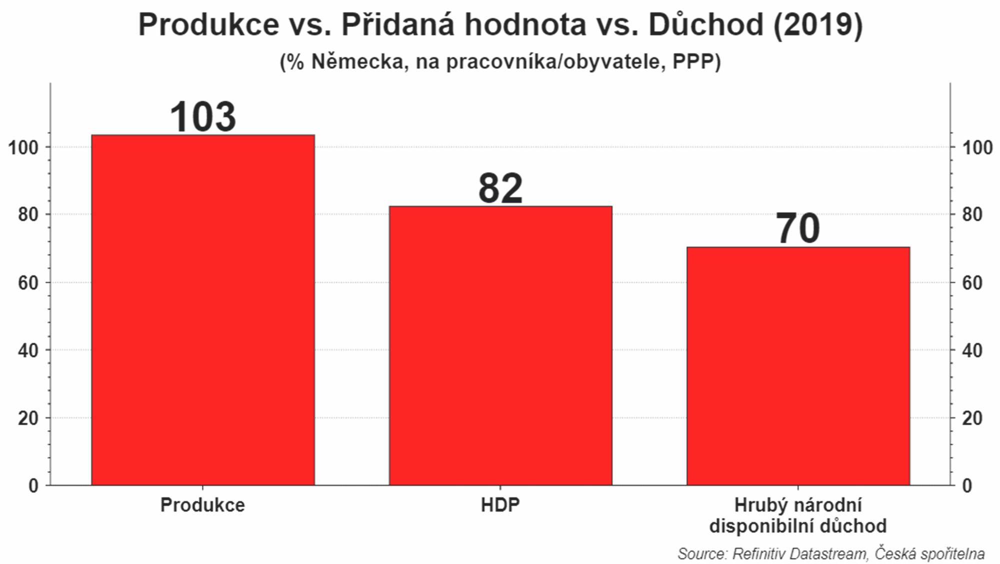 Produkce vs. Přidaná hodnota vs. Důchod (2019)
(% Německa, na pracovníka/obyvatele, PPP)
103
82
70
100
80
60
40
20
0
100
80
60
40
20
0
Produkce
HDP
Hrubý národní
disponibilní důchod
Source: Refinitiv Datastream, Česká spořitelna